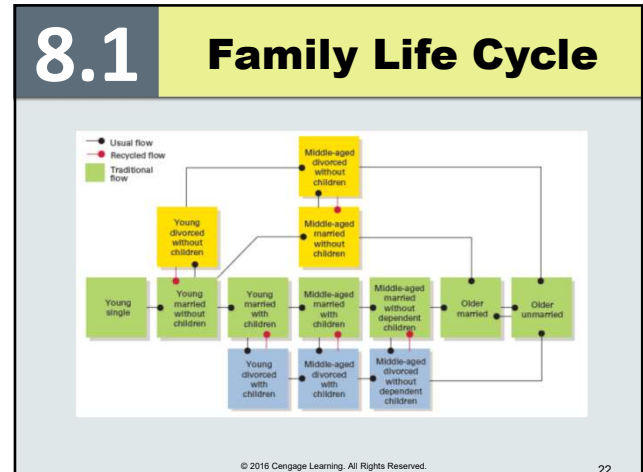 8.1
Family Life Cycle
Usual flow
Recycled flow
Traditional
flow
Middle-aged
divorced
without
children
Young
divorced
without
children
Middle-aged
married
without
children
Young
single
Young
married
without
children
Young
married
with
children
Middle-aged
married
with
children
Middle-aged
married
without
dependent
children
Older
married
Older
unmarried
Young
divorced
with
children
Middle-aged
divorced
with
children
Middle-aged
divorced
without
dependent
children
© 2016 Cengage Learning. All Rights Reserved.
22